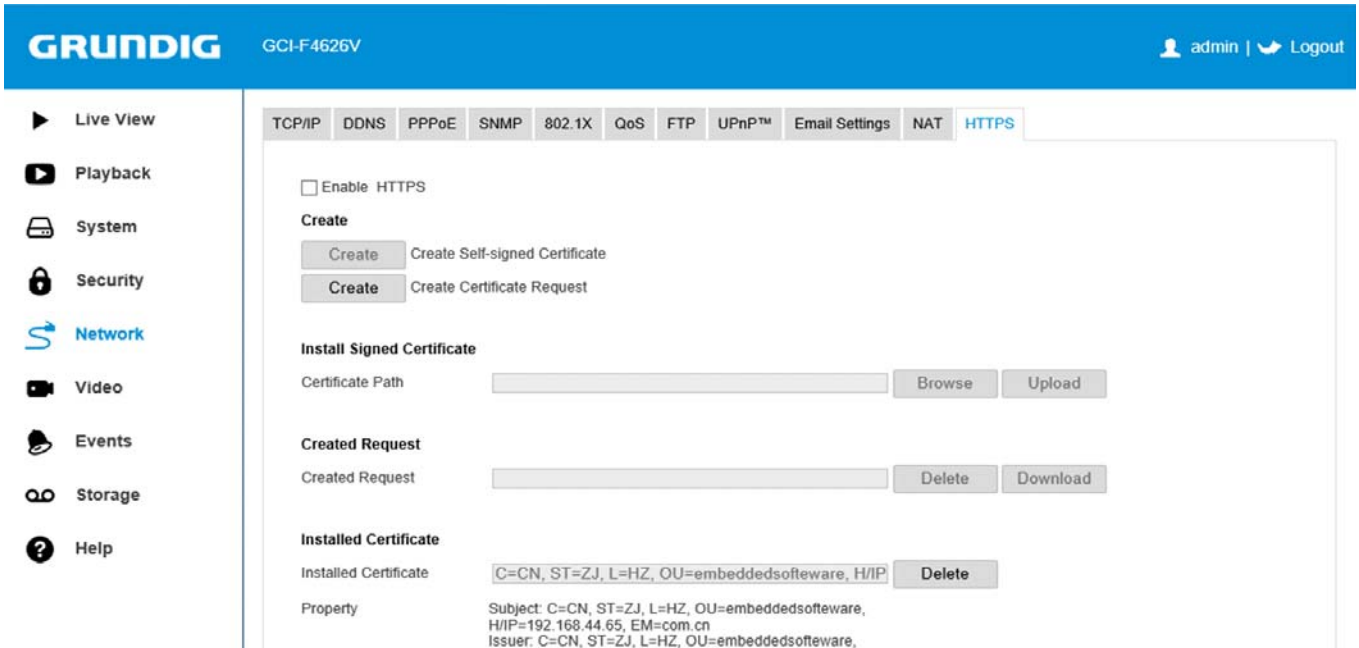 GRUNDIG GCI-F4626V admin | Logout
Live View
Playback
System
Security
Network
Video
Events
Storage
Help
TCP/IP DDNS PPPoE SNMP 802.1X QoS FTP UPnP™ Email Settings NAT HTTPS
Enable HTTPS
Create
Create Create Self-signed Certificate
Create Create Certificate Request
Install Signed Certificate
Certificate Path Browse Upload
Created Request
Created Request Delete Download
Installed Certificate
Installed Certificate C=CN, ST=ZJ, L=HZ, OU=embeddedsofteware, H/IP Delete
Property Subject: C=CN, ST=ZJ, L=HZ, OU=embeddedsofteware,
H/IP=192.168.44.65, EM=com.cn
Issuer: C=CN, ST=ZJ, L=HZ, OU=embeddedsofteware,